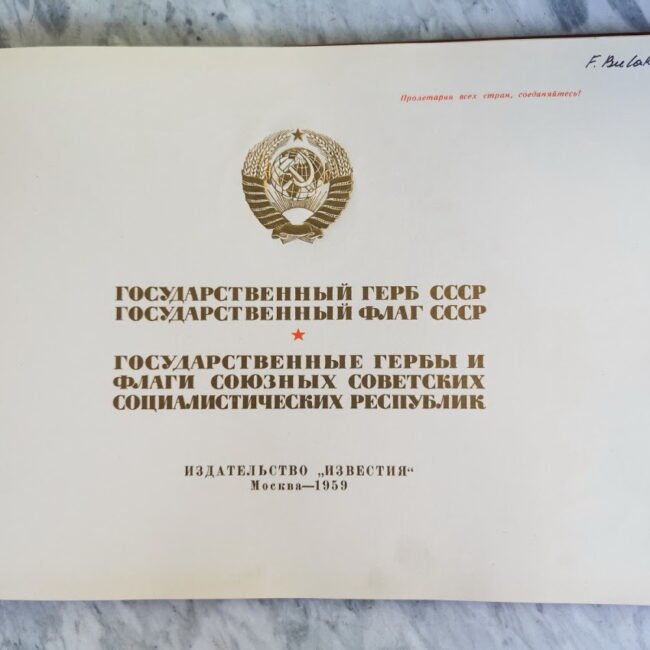 F.
Пролетарии всех стран, соединяйтесь!
ГОСУДАРСТВЕННЫЙ ГЕРБ СССР
ГОСУДАРСТВЕННЫЙ ФЛАГ СССР
ГОСУДАРСТВЕННЫЕ ГЕРБЫ И
ФЛАГИ СОЮЗНЫХ СОВЕТСКИХ
СОЦИАЛИСТИЧЕСКИХ РЕСПУБЛИК
ИЗДАТЕЛЬСТВО „ИЗВЕСТИЯ“
Москва—1959